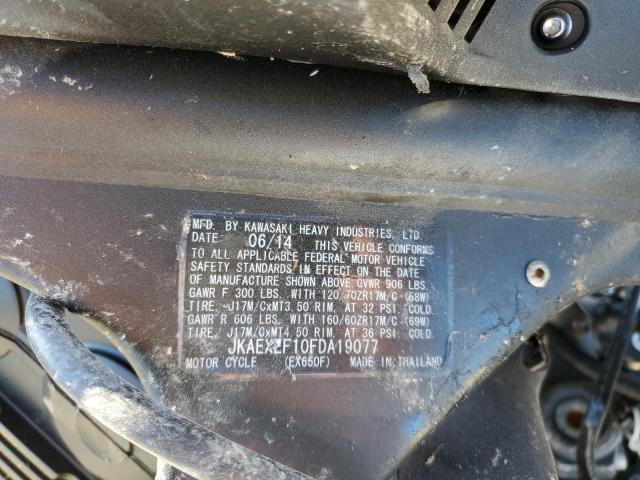 MFD. BY KAWASAKI HEAVY INDUSTRIES, LTD
DATE: 06/14 THIS VEHICLE CONFORMS
TO ALL APPLICABLE FEDERAL MOTOR VEHICLE
SAFETY STANDARDS IN EFFECT ON THE DATE
OF MANUFACTURE SHOWN ABOVE. GVWR 906 LBS.
GAWR F 300 LBS. WITH 120/70ZR17M/C (58W)
TIRE, J17M/CxMT3.50 RIM, AT 32 PSI, COLD.
GAWR R 606 LBS. WITH 160/60ZR17M/C (69W)
TIRE, J17M/CxMT4.50 RIM, AT 36 PSI, COLD.
JKAEXEF10FDA19077
MOTOR CYCLE (EX650F) MADE IN THAILAND